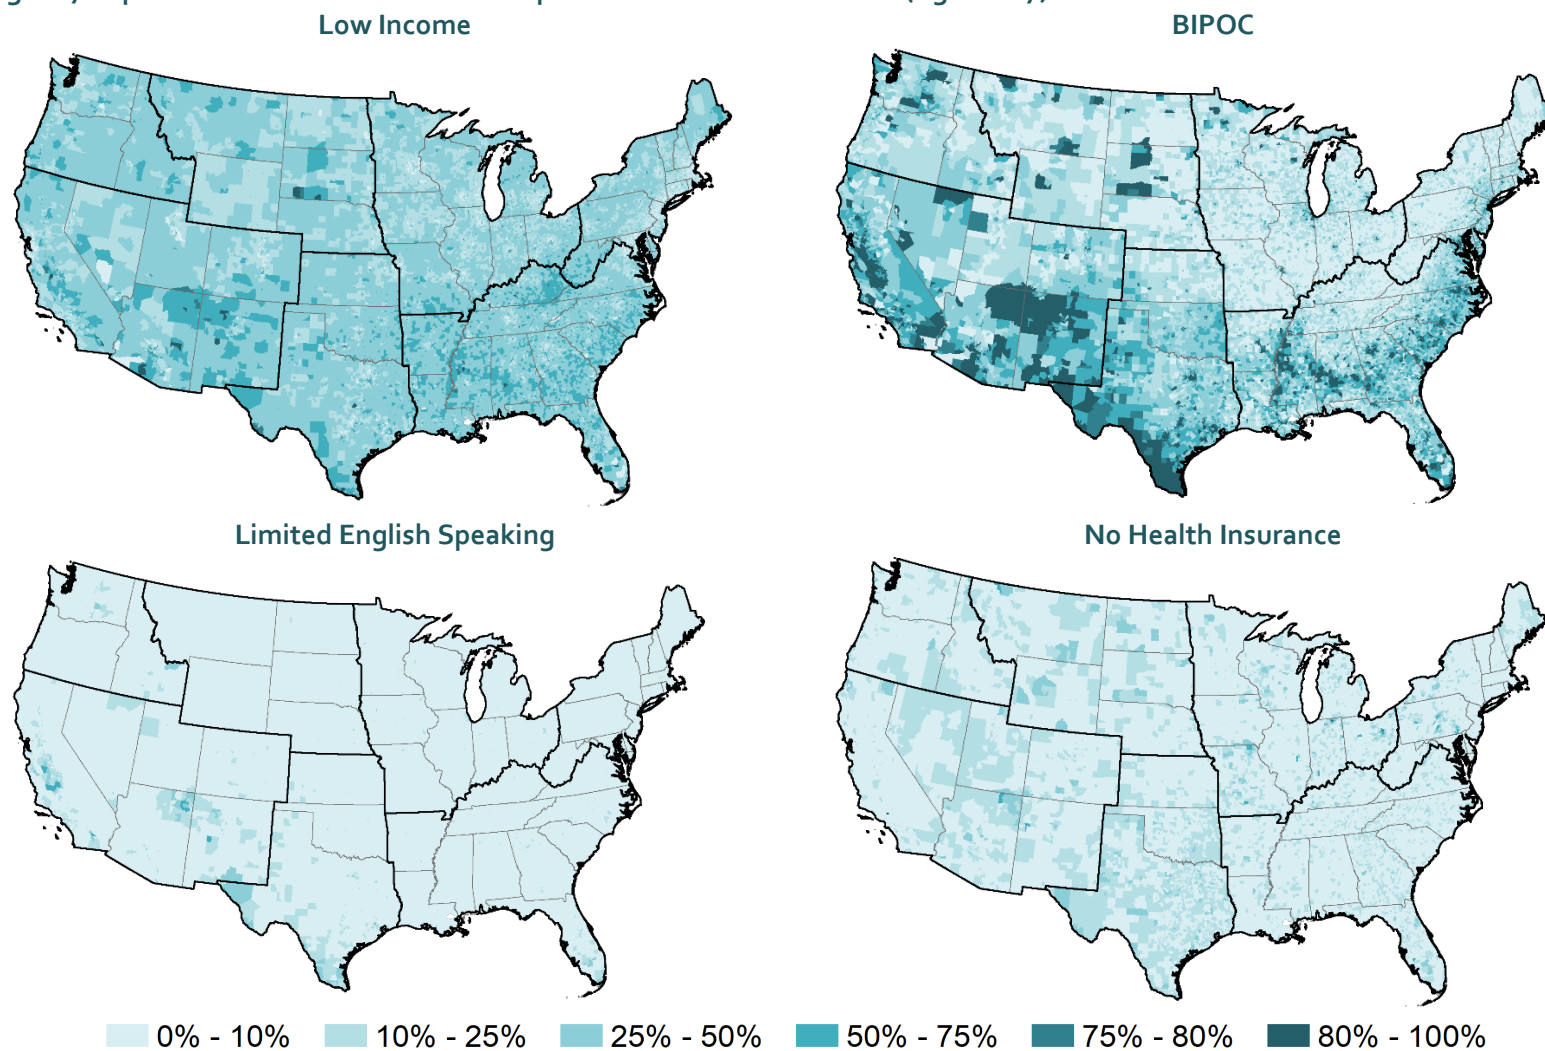 Low Income
BIPOC
Limited English Speaking
No Health Insurance
0% - 10%
10% - 25%
25% - 50%
50% - 75%
75% - 80%
80% - 100%